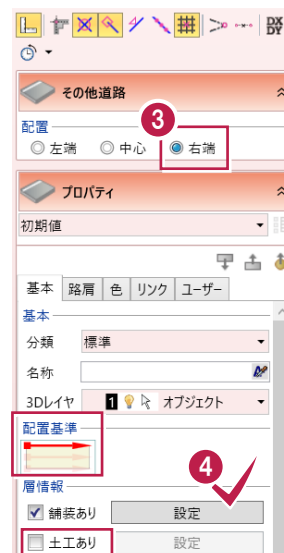 DX
BY
その他道路
配置
3
左端 中心 右端
プロパティ
初期値
基本 路肩 色 リンク ユーザー
基本
分類 標準
名称
3Dレイヤ 1 オブジェクト
配置基準
4
層情報
舗装あり 設定
土工あり 設定